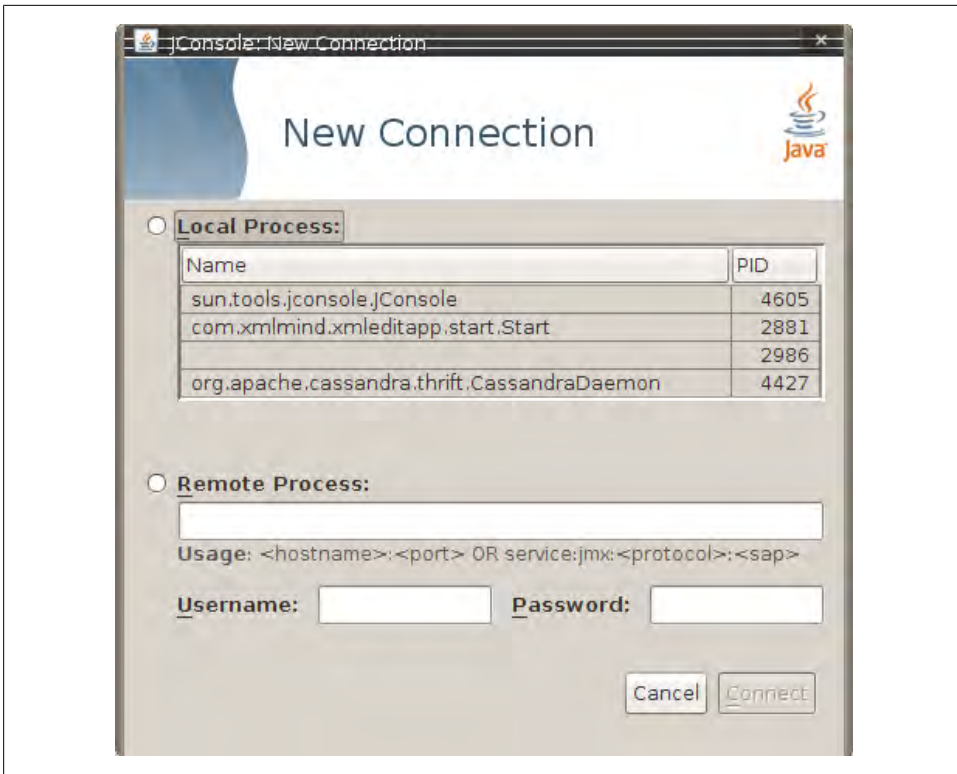 JConsole: New Connection
New Connection
Java
Local Process:
Name PID
sun.tools.jconsole.JConsole 4605
com.xmlmind.xmleditapp.start.Start 2881
2986
org.apache.cassandra.thrift.CassandraDaemon 4427
Remote Process:
Usage: <hostname>:<port> OR service:jmx:<protocol>:<sap>
Username: Password:
Cancel Connect